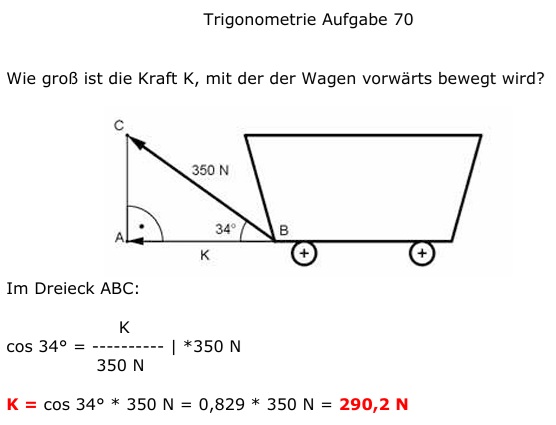 Trigonometrie Aufgabe 70
Wie groß ist die Kraft K, mit der der Wagen vorwärts bewegt wird?
C
350 N
34°
B
A
K
+ +
Im Dreieck ABC:
K
cos 34° = ---------- | *350 N
350 N
K = cos 34° * 350 N = 0,829 * 350 N = 290,2 N